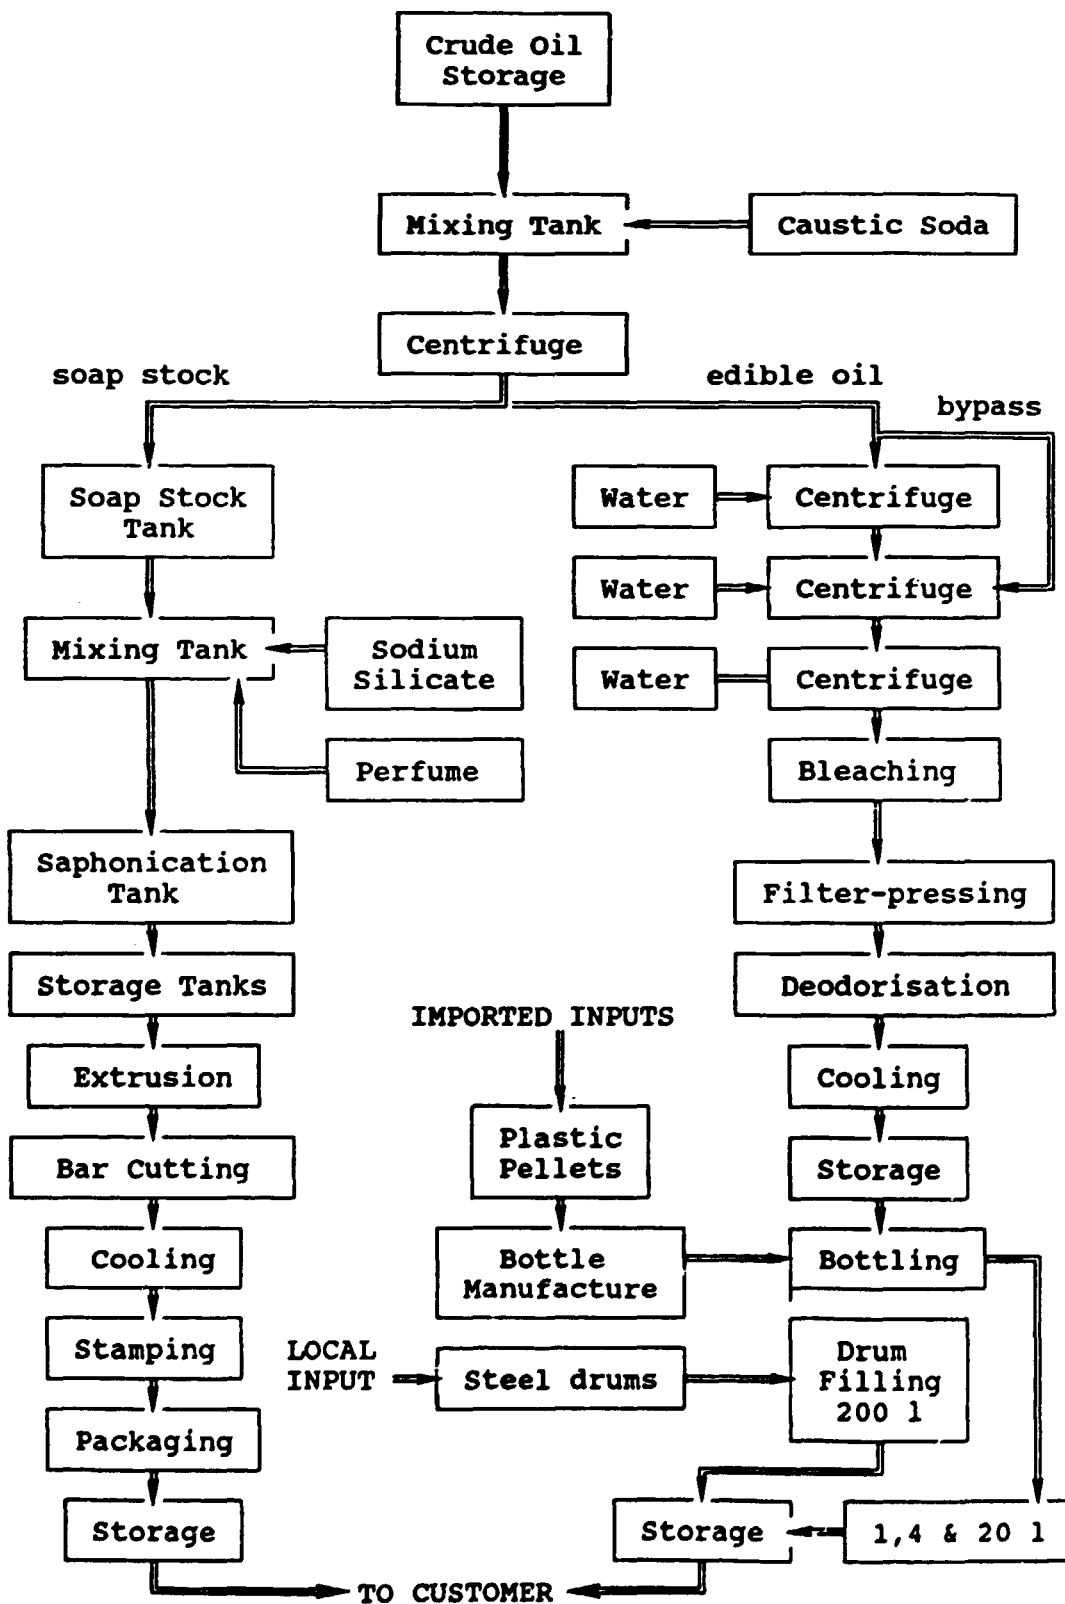 Crude Oil
Storage
Mixing Tank
Caustic Soda
Centrifuge
soap stock
edible oil
bypass
Soap Stock
Tank
Water
Centrifuge
Water
Centrifuge
Mixing Tank
Sodium
Silicate
Water
Centrifuge
Perfume
Bleaching
Saphonication
Tank
Filter-pressing
Storage Tanks
Deodorisation
IMPORTED INPUTS
Extrusion
Cooling
Plastic
Pellets
Bar Cutting
Storage
Cooling
Bottle
Manufacture
Bottling
Stamping
LOCAL
INPUT
Steel drums
Drum
Filling
200 l
Packaging
Storage
Storage
1,4 & 20 l
TO CUSTOMER